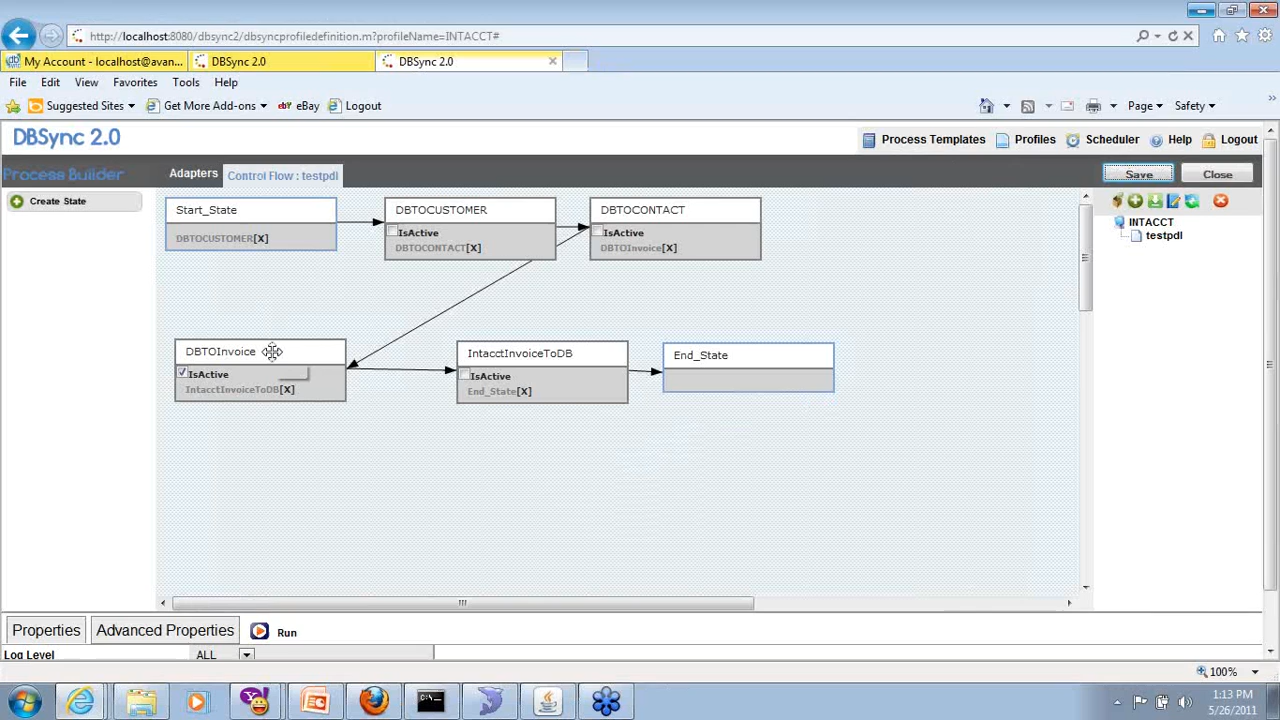 http://localhost:8080/dbsync2/dbsyncprofiledefinition.m?profileName=INTACCT#
My Account - localhost@avan...
DBSync 2.0
DBSync 2.0
File Edit View Favorites Tools Help
Suggested Sites Get More Add-ons eBay Logout
Page Safety
DBSync 2.0
Process Templates Profiles Scheduler Help Logout
Process Builder
Adapters
Control Flow : testpdl
Save
Close
Create State
Start_State
DBTOCUSTOMER[X]
DBTOCUSTOMER
IsActive
DBTOCONTACT[X]
DBTOCONTACT
IsActive
DBTOInvoice[X]
INTACCT
testpdl
DBTOInvoice
IsActive
IntacctInvoiceToDB[X]
IntacctInvoiceToDB
IsActive
End_State[X]
End_State
Properties
Advanced Properties
Run
Log Level
ALL
100%
1:13 PM
5/26/2011